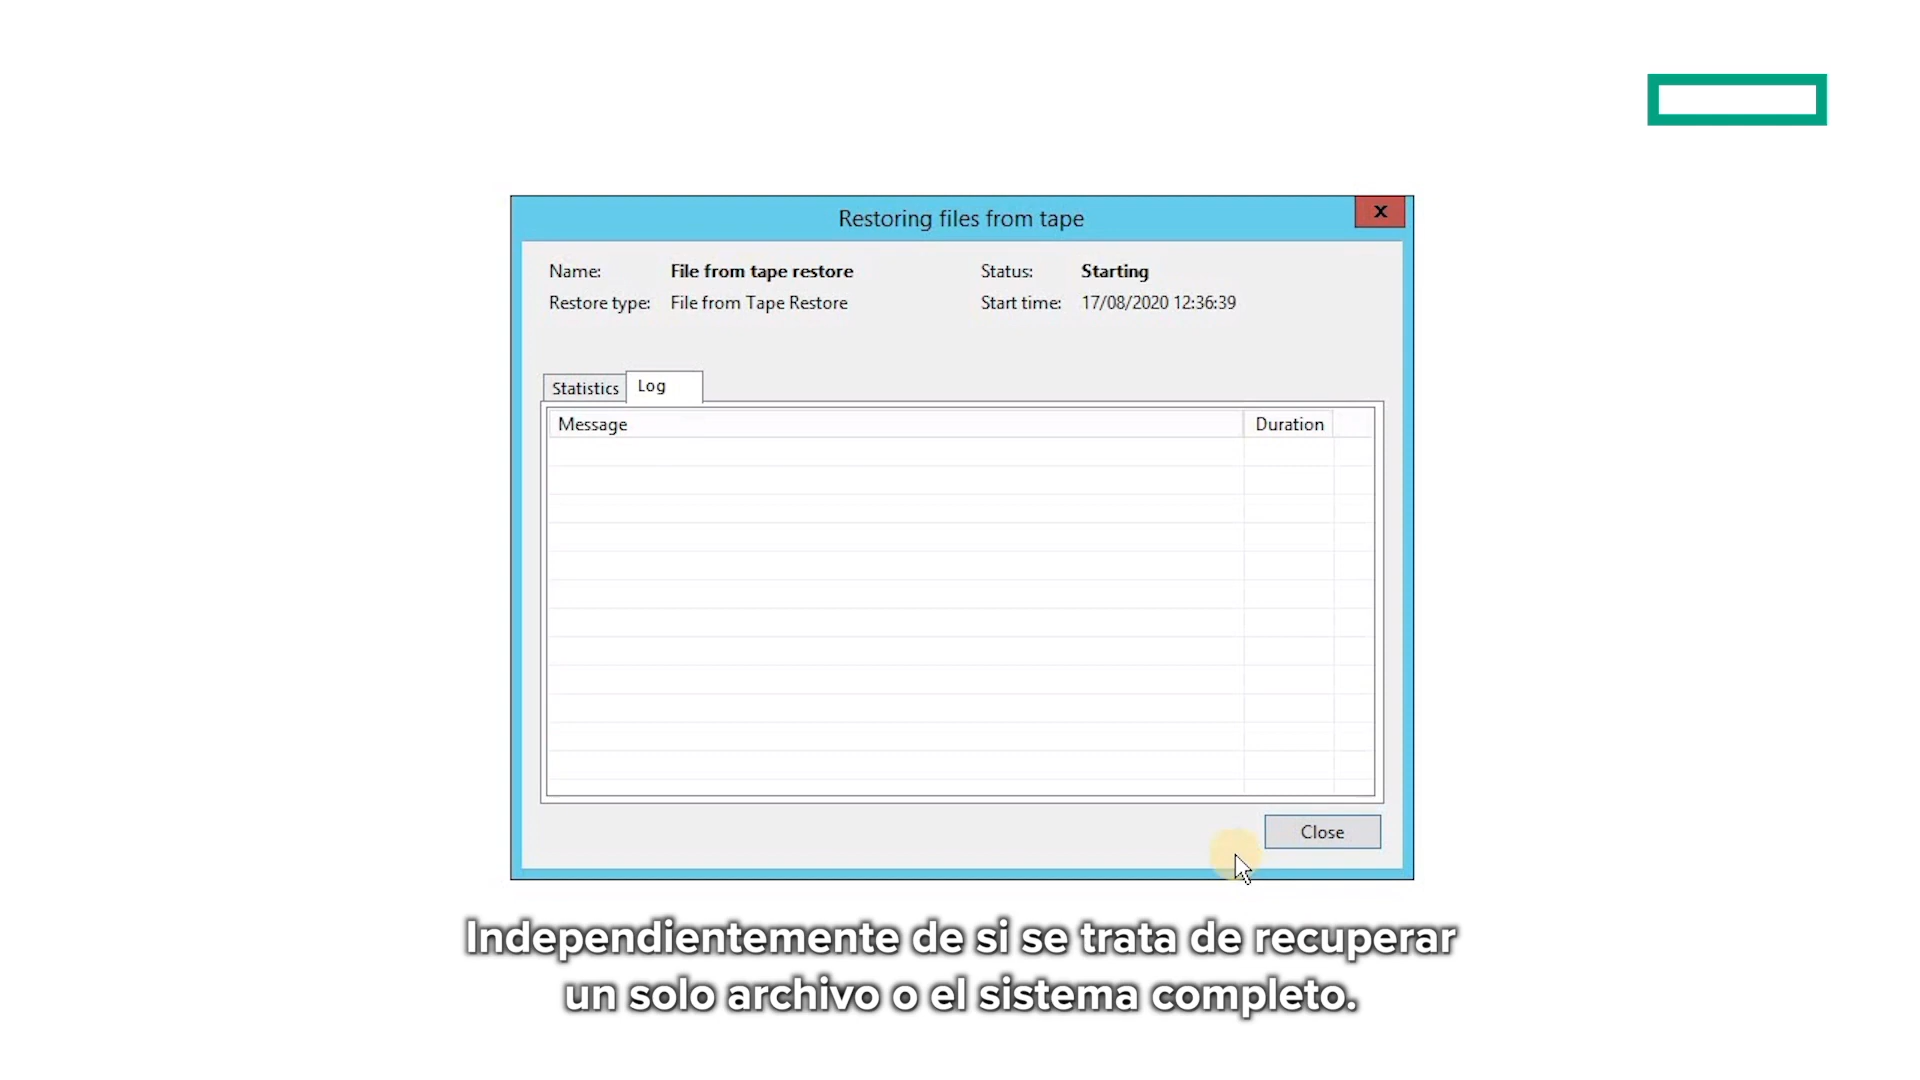 Restoring files from tape
x
Name: File from tape restore Status: Starting
Restore type: File from Tape Restore Start time: 17/08/2020 12:36:39
Statistics Log
Message Duration
Close
Independientemente de si se trata de recuperar
un solo archivo o el sistema completo.